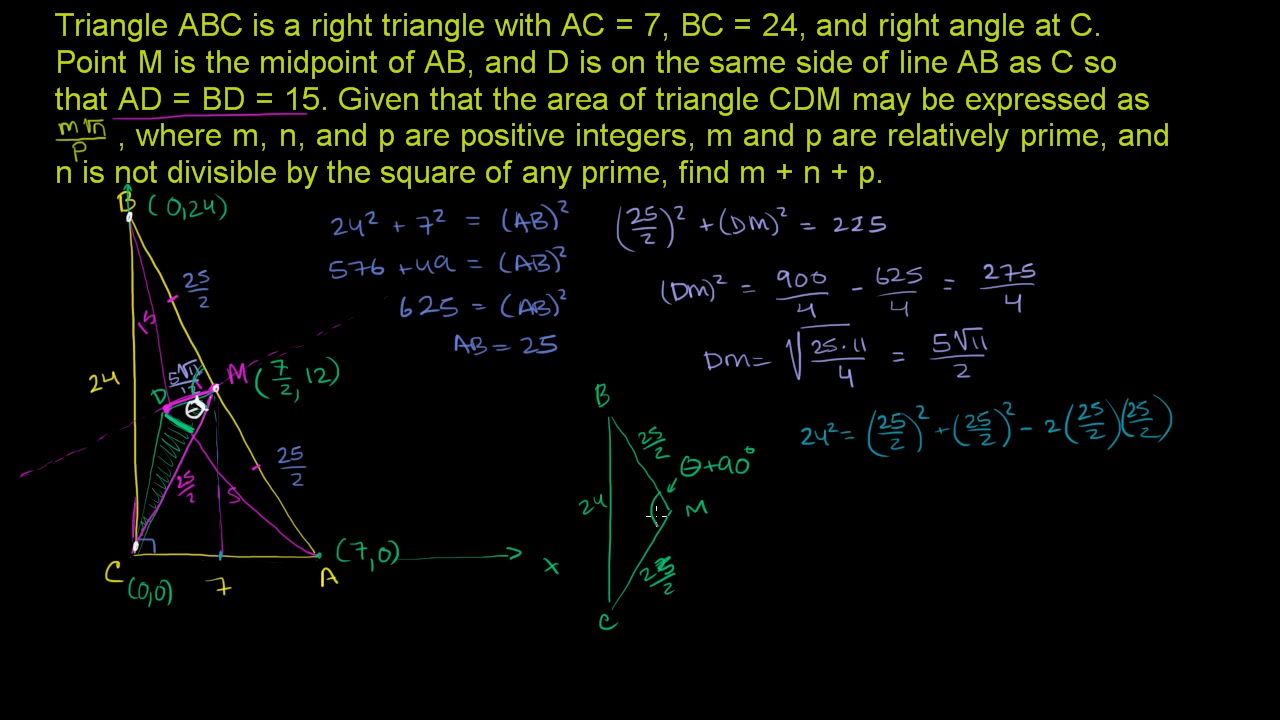 Triangle ABC is a right triangle with AC = 7, BC = 24, and right angle at C.
Point M is the midpoint of AB, and D is on the same side of line AB as C so
that AD = BD = 15. Given that the area of triangle CDM may be expressed as
m√n/p , where m, n, and p are positive integers, m and p are relatively prime, and
n is not divisible by the square of any prime, find m + n + p.
B (0,24)
24² + 7² = (AB)²
576 + 49 = (AB)²
625 = (AB)²
AB = 25
(25/2)² + (DM)² = 225
(DM)² = 900/4 - 625/4 = 275/4
DM = √(25·11/4) = 5√11/2
25/2
15
24
5√11/2
D
θ
M (7/2, 12)
25/2
25/2
C
(0,0)
7
A
(7,0)
x
B
25/2
θ+90°
24
M
25/2
C
24² = (25/2)² + (25/2)² - 2(25/2)(25/2)